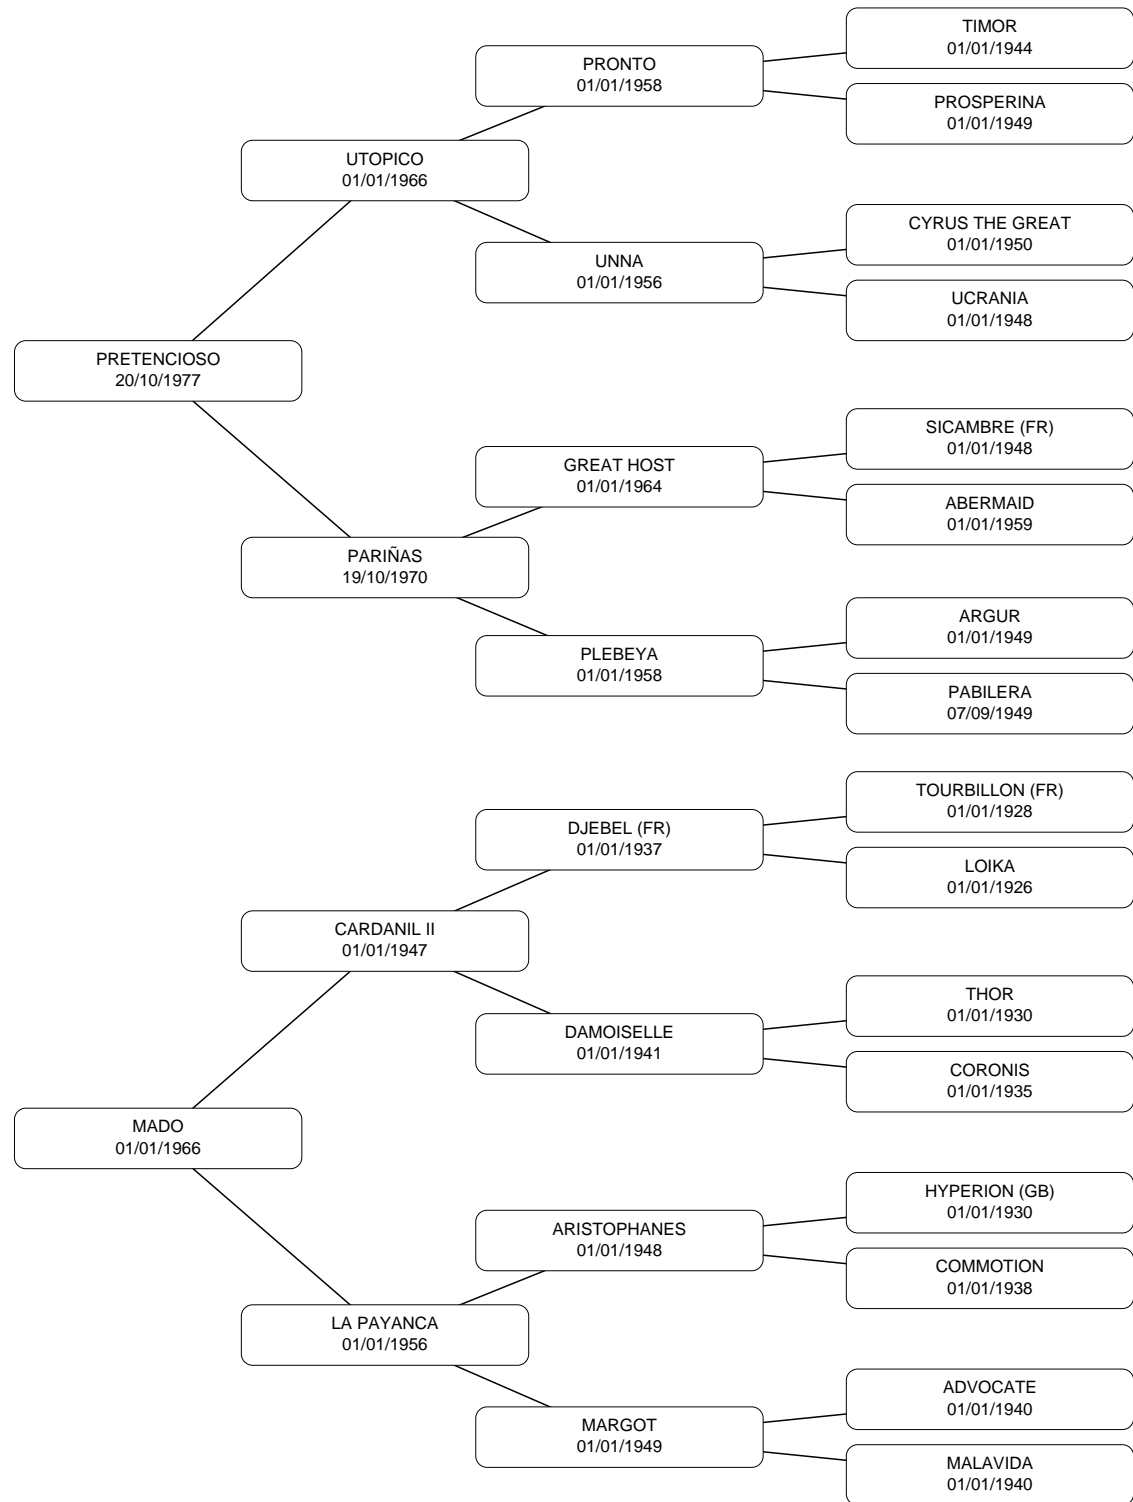 TIMOR
01/01/1944
PRONTO
01/01/1958
PROSPERINA
01/01/1949
UTOPICO
01/01/1966
CYRUS THE GREAT
01/01/1950
UNNA
01/01/1956
UCRANIA
01/01/1948
PRETENCIOSO
20/10/1977
SICAMBRE (FR)
01/01/1948
GREAT HOST
01/01/1964
ABERMAID
01/01/1959
PARIÑAS
19/10/1970
ARGUR
01/01/1949
PLEBEYA
01/01/1958
PABILERA
07/09/1949
TOURBILLON (FR)
01/01/1928
DJEBEL (FR)
01/01/1937
LOIKA
01/01/1926
CARDANIL II
01/01/1947
THOR
01/01/1930
DAMOISELLE
01/01/1941
CORONIS
01/01/1935
MADO
01/01/1966
HYPERION (GB)
01/01/1930
ARISTOPHANES
01/01/1948
COMMOTION
01/01/1938
LA PAYANCA
01/01/1956
ADVOCATE
01/01/1940
MARGOT
01/01/1949
MALAVIDA
01/01/1940